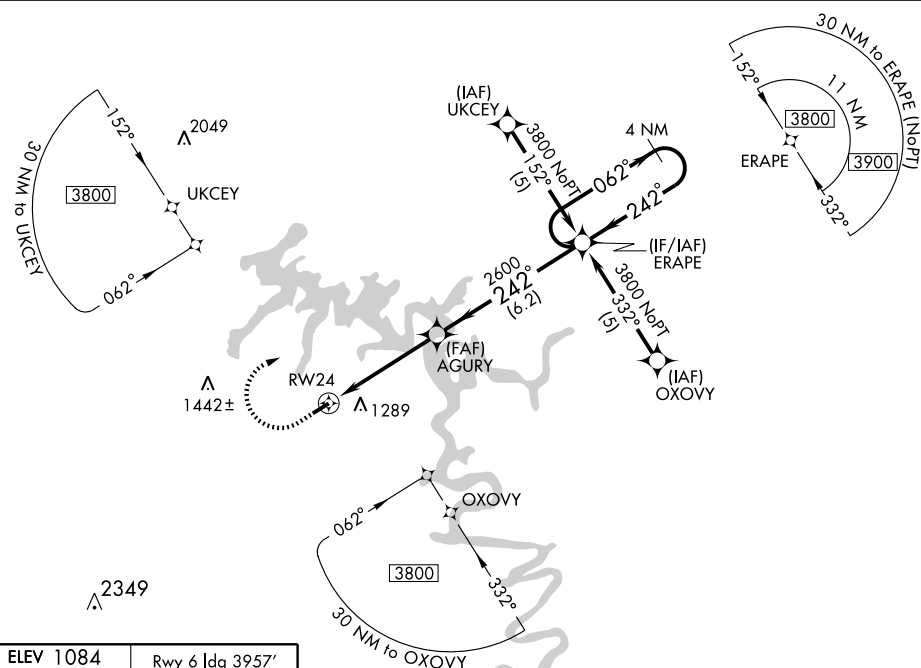 30 NM to ERAPE (NoPT)
152°
11 NM
3800
ERAPE
3900
332°
(IAF)
UKCEY
3800 NoPT
152°
(5)
4 NM
062°
242°
(IF/IAF)
ERAPE
2049
152°
3800
UKCEY
30 NM to UKCEY
062°
2600
242°
(6.2)
3800 NoPT
332°
(5)
(FAF)
AGURY
(IAF)
OXOVY
RW24
1442±
1289
OXOVY
062°
3800
332°
30 NM to OXOVY
2349
ELEV 1084
Rwy 6 ldg 3957'